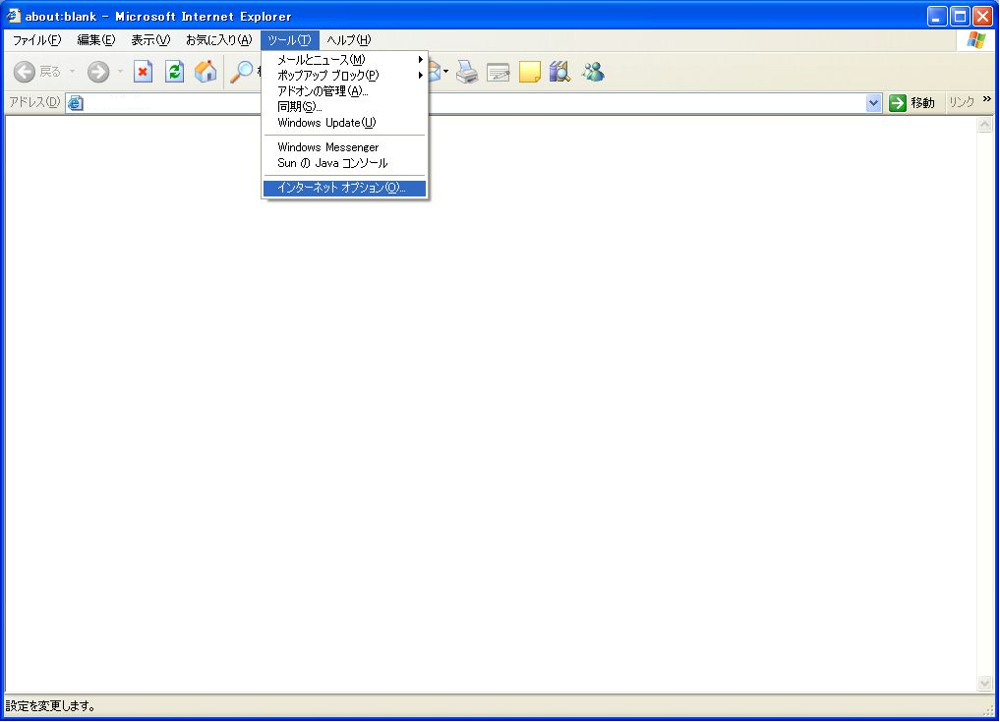 about:blank - Microsoft Internet Explorer
ファイル(F) 編集(E) 表示(V) お気に入り(A) ツール(T) ヘルプ(H)
戻る
アドレス(D) 移動 リンク »
メールとニュース(M)
ポップアップ ブロック(P)
アドオンの管理(A)...
同期(S)...
Windows Update(U)
Windows Messenger
Sun の Java コンソール
インターネット オプション(O)...
設定を変更します。